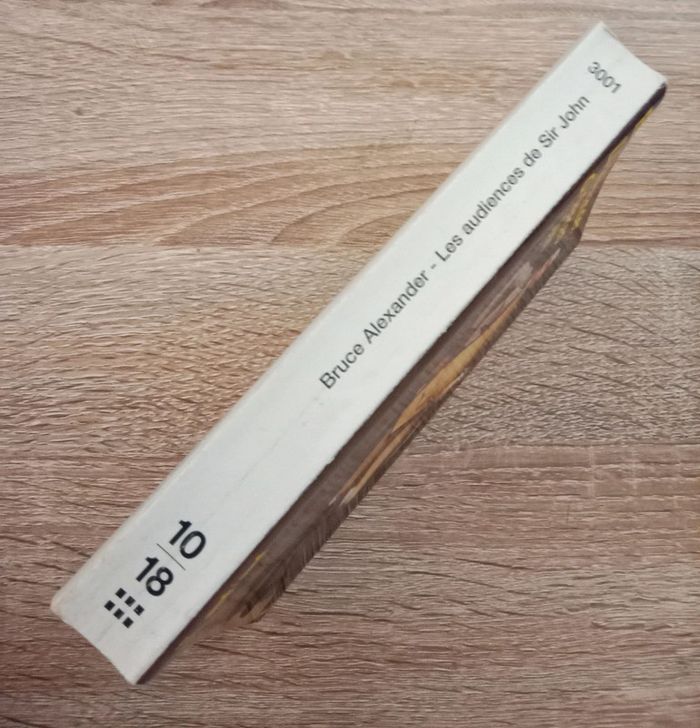 3001
Bruce Alexander - Les audiences de Sir John
10
18